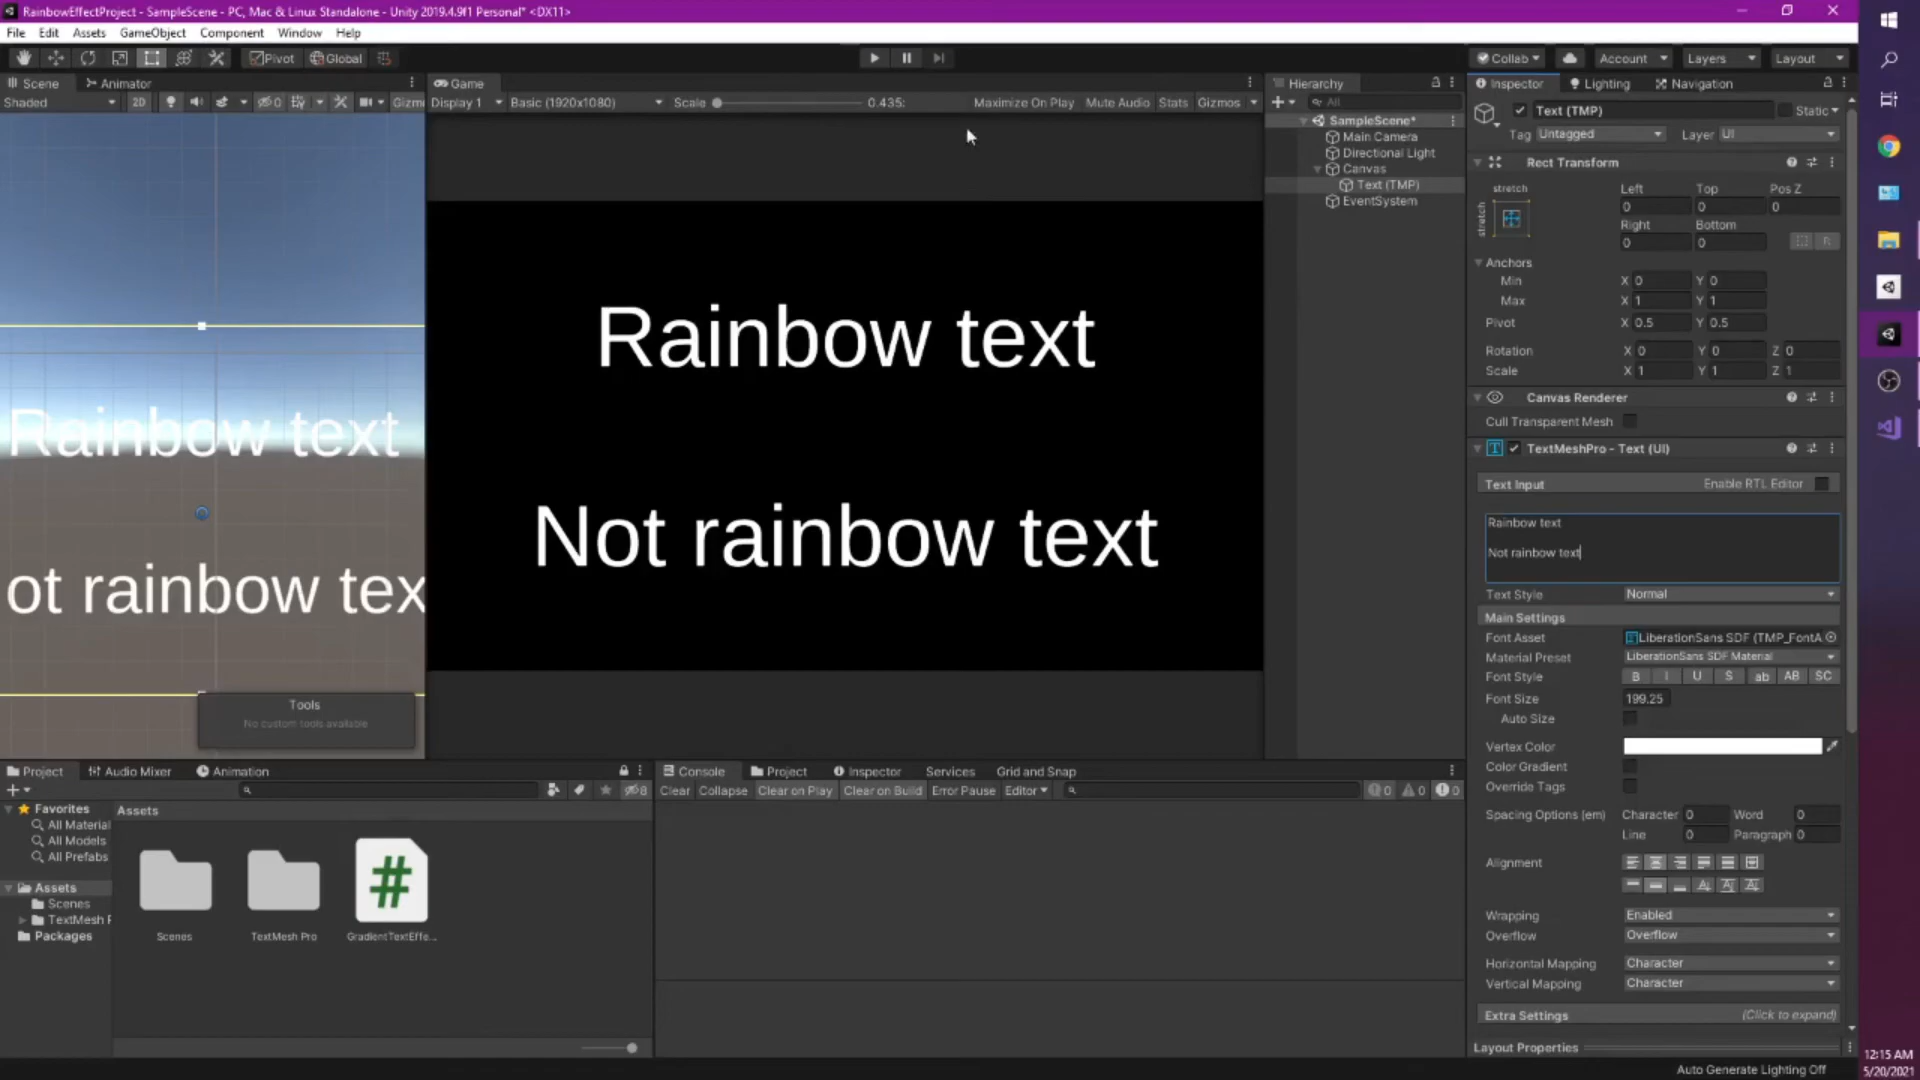 RainbowEffectProject - SampleScene - PC, Mac & Linux Standalone - Unity 2019.4.9f1 Personal* <DX11>
File Edit Assets GameObject Component Window Help
Pivot Global Collab Account Layers Layout
Scene Animator
Shaded 2D 0 Gizm
Rainbow text
ot rainbow tex
Tools
No custom tools available
Game
Display 1 Basic (1920x1080) Scale 0.435: Maximize On Play Mute Audio Stats Gizmos
Rainbow text
Not rainbow text
Hierarchy
All
SampleScene*
Main Camera
Directional Light
Canvas
Text (TMP)
EventSystem
Inspector Lighting Navigation
Text (TMP) Static
Tag Untagged Layer UI
Rect Transform
stretch Left Top Pos Z
stretch 0 0 0
Right Bottom
0 0 R
Anchors
Min X 0 Y 0
Max X 1 Y 1
Pivot X 0.5 Y 0.5
Rotation X 0 Y 0 Z 0
Scale X 1 Y 1 Z 1
Canvas Renderer
Cull Transparent Mesh
TextMeshPro - Text (UI)
Text Input Enable RTL Editor
Rainbow text
Not rainbow text
Text Style Normal
Main Settings
Font Asset LiberationSans SDF (TMP_FontA
Material Preset LiberationSans SDF Material
Font Style B I U S ab AB SC
Font Size 199.25
Auto Size
Vertex Color
Color Gradient
Override Tags
Spacing Options (em) Character 0 Word 0
Line 0 Paragraph 0
Alignment
Wrapping Enabled
Overflow Overflow
Horizontal Mapping Character
Vertical Mapping Character
Extra Settings (Click to expand)
Layout Properties
Project Audio Mixer Animation
8
Favorites
All Material
All Models
All Prefabs
Assets
Scenes
TextMesh P
Packages
Assets
Scenes TextMesh Pro GradientTextEffe...
Console Project Inspector Services Grid and Snap
Clear Collapse Clear on Play Clear on Build Error Pause Editor 0 0 0
Auto Generate Lighting Off
12:15 AM
5/20/2021